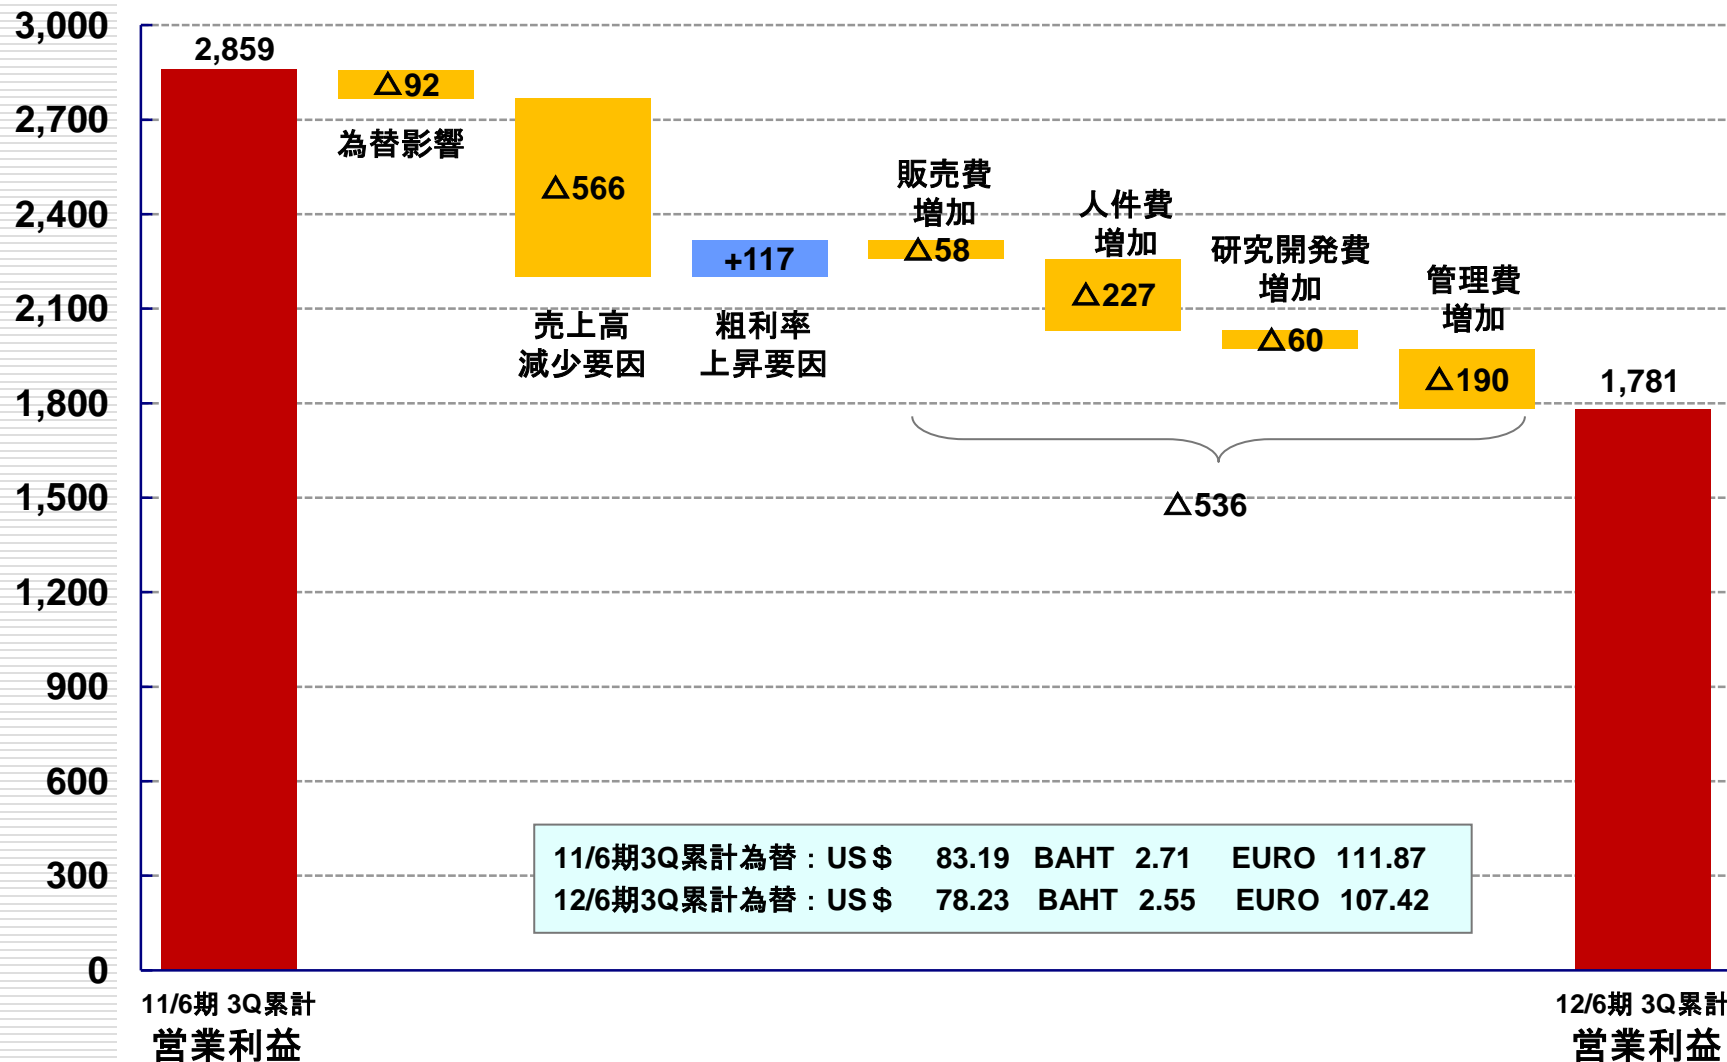 3,000
2,700
2,400
2,100
1,800
1,500
1,200
900
600
300
0
2,859
△92
為替影響
△566
売上高
減少要因
+117
粗利率
上昇要因
販売費
増加
△58
人件費
増加
△227
研究開発費
増加
△60
管理費
増加
△190
△536
1,781
11/6期3Q累計為替：US＄ 83.19 BAHT 2.71 EURO 111.87
12/6期3Q累計為替：US＄ 78.23 BAHT 2.55 EURO 107.42
11/6期 3Q累計
営業利益
12/6期 3Q累計
営業利益